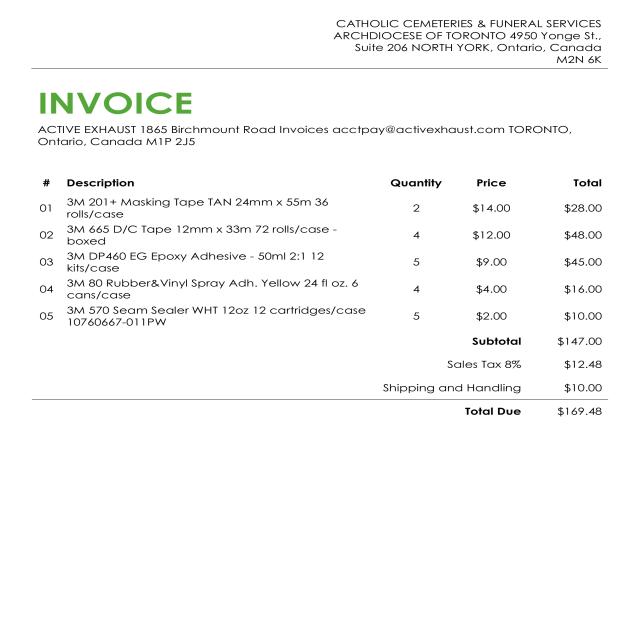 CATHOLIC CEMETERIES & FUNERAL SERVICES
ARCHDIOCESE OF TORONTO 4950 Yonge St.,
Suite 206 NORTH YORK, Ontario, Canada
M2N 6K
INVOICE
ACTIVE EXHAUST 1865 Birchmount Road Invoices acctpay@activexhaust.com TORONTO,
Ontario, Canada M1P 2J5
# Description Quantity Price Total
01 3M 201+ Masking Tape TAN 24mm x 55m 36
rolls/case 2 $14.00 $28.00
02 3M 665 D/C Tape 12mm x 33m 72 rolls/case -
boxed 4 $12.00 $48.00
03 3M DP460 EG Epoxy Adhesive - 50ml 2:1 12
kits/case 5 $9.00 $45.00
04 3M 80 Rubber&Vinyl Spray Adh. Yellow 24 fl oz. 6
cans/case 4 $4.00 $16.00
05 3M 570 Seam Sealer WHT 12oz 12 cartridges/case
10760667-011PW 5 $2.00 $10.00
Subtotal $147.00
Sales Tax 8% $12.48
Shipping and Handling $10.00
Total Due $169.48